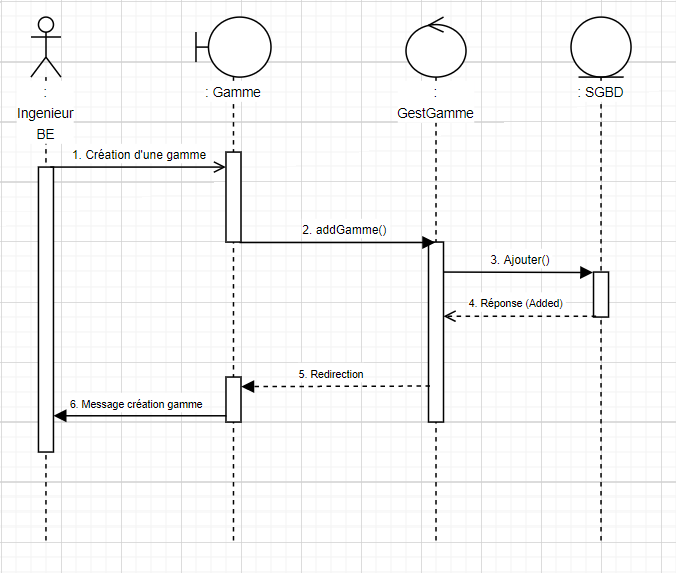 :
Ingenieur
BE
: Gamme
:
GestGamme
: SGBD
1. Création d'une gamme
2. addGamme()
3. Ajouter()
4. Réponse (Added)
5. Redirection
6. Message création gamme